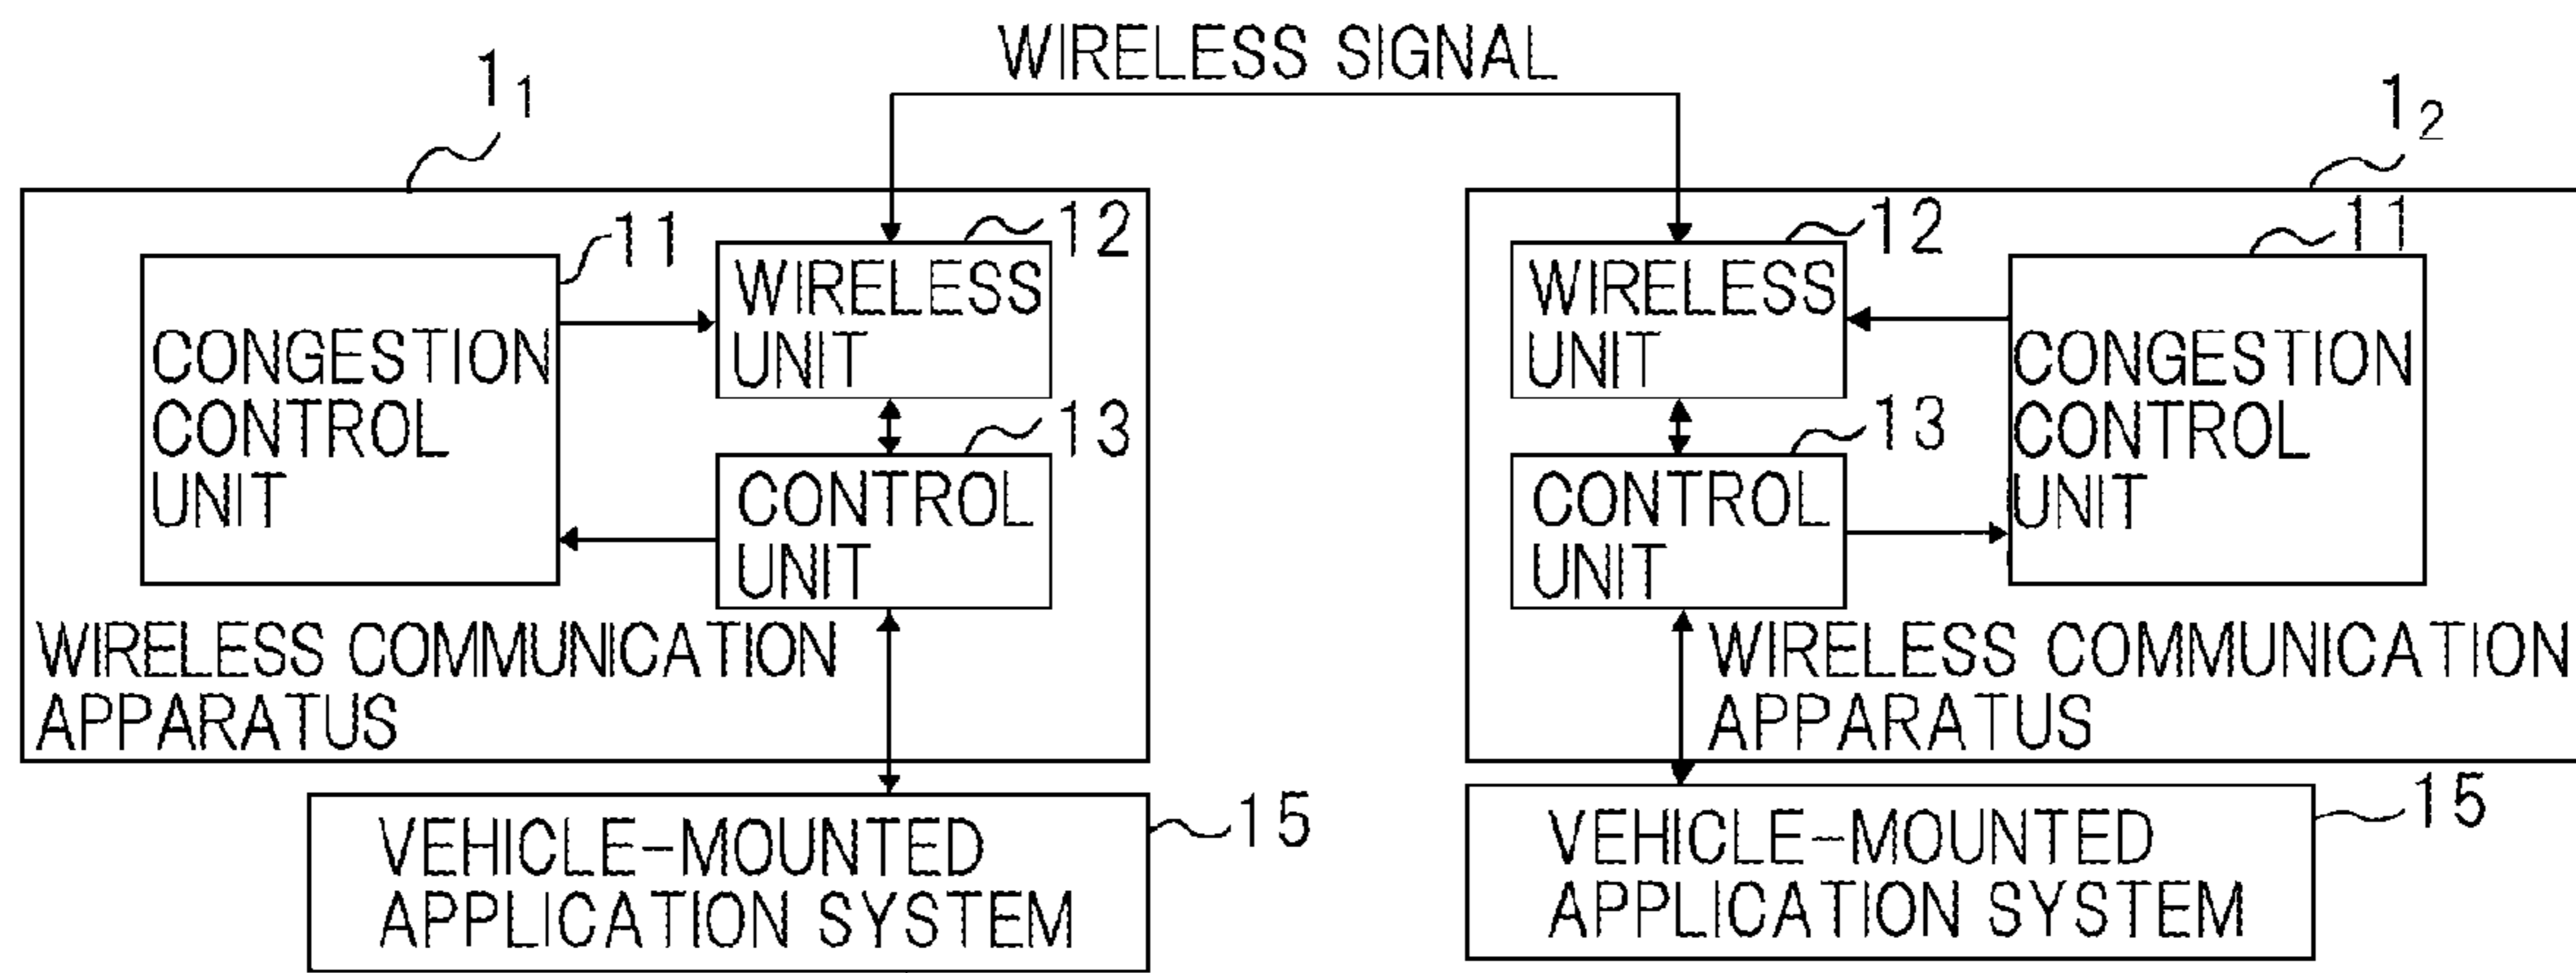 WIRELESS SIGNAL
1₁
1₂
11
12
WIRELESS
UNIT
CONGESTION
CONTROL
UNIT
13
CONTROL
UNIT
WIRELESS COMMUNICATION
APPARATUS
VEHICLE-MOUNTED
APPLICATION SYSTEM
15
12
11
WIRELESS
UNIT
CONGESTION
CONTROL
UNIT
13
CONTROL
UNIT
WIRELESS COMMUNICATION
APPARATUS
VEHICLE-MOUNTED
APPLICATION SYSTEM
15